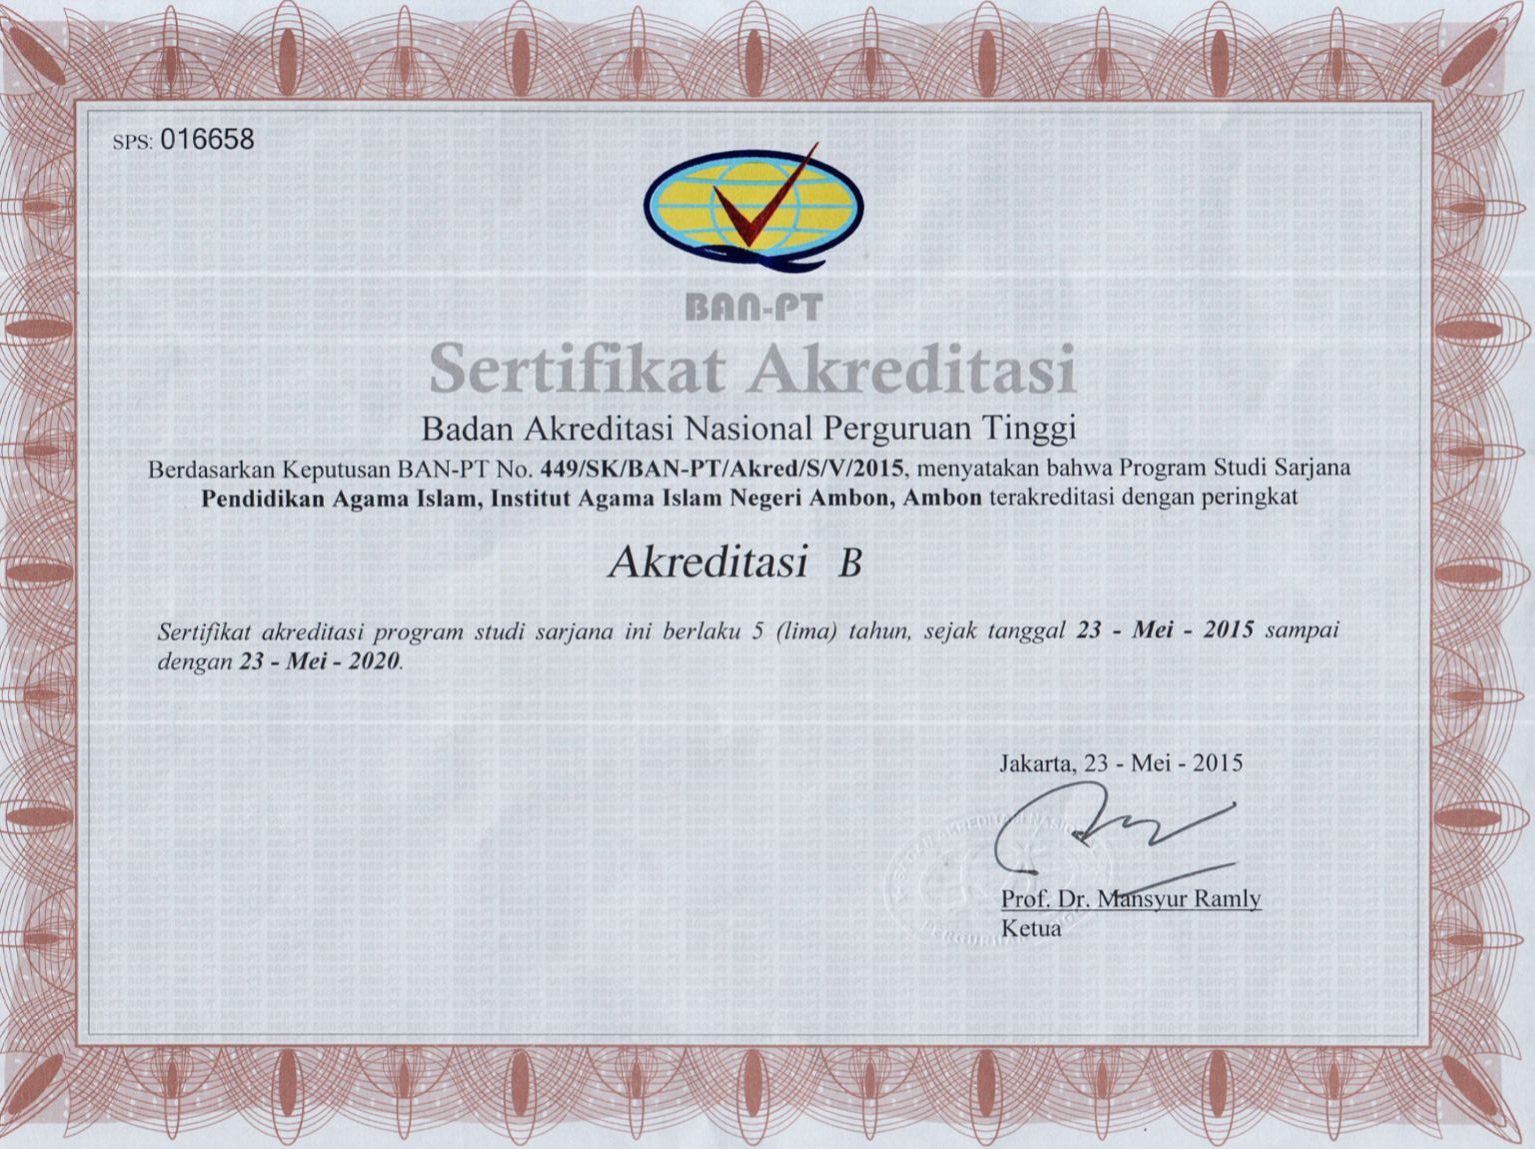 SPS: 016658
BAN-PT
Sertifikat Akreditasi
Badan Akreditasi Nasional Perguruan Tinggi
Berdasarkan Keputusan BAN-PT No. 449/SK/BAN-PT/Akred/S/V/2015, menyatakan bahwa Program Studi Sarjana
Pendidikan Agama Islam, Institut Agama Islam Negeri Ambon, Ambon terakreditasi dengan peringkat
Akreditasi B
Sertifikat akreditasi program studi sarjana ini berlaku 5 (lima) tahun, sejak tanggal 23 - Mei - 2015 sampai
dengan 23 - Mei - 2020.
Jakarta, 23 - Mei - 2015
Prof. Dr. Mansyur Ramly
Ketua